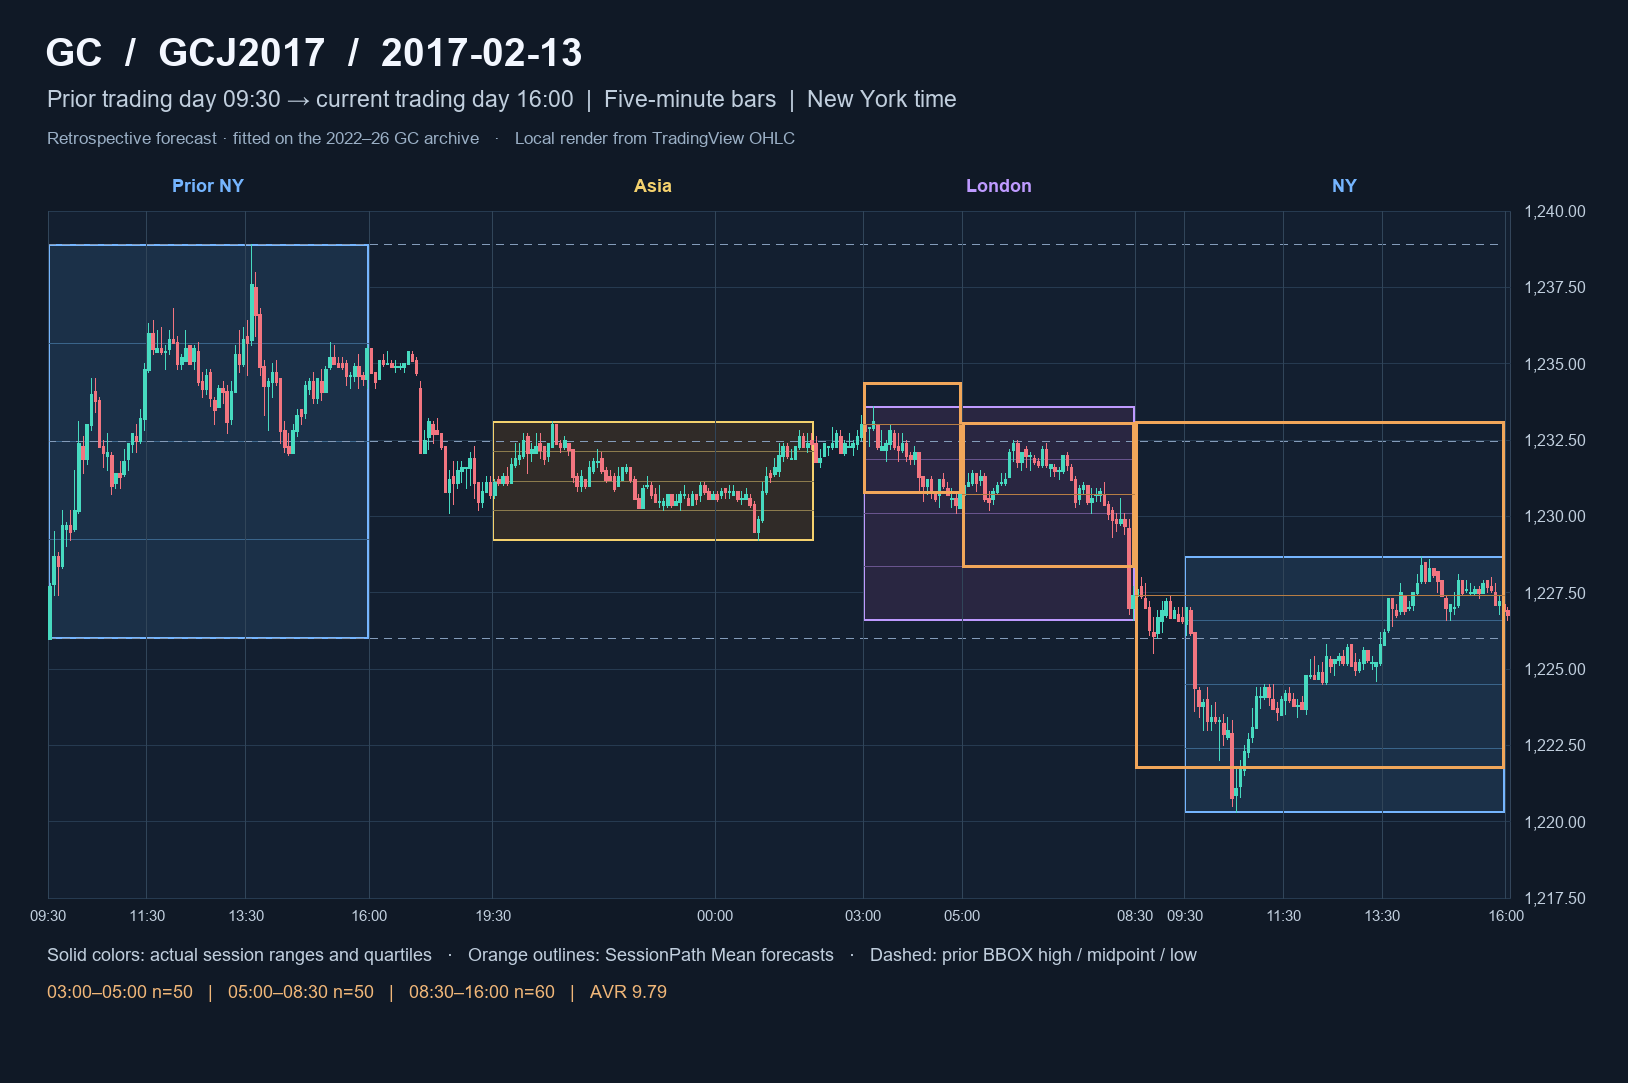 GC / GCJ2017 / 2017-02-13
Prior trading day 09:30 → current trading day 16:00 | Five-minute bars | New York time
Retrospective forecast · fitted on the 2022–26 GC archive · Local render from TradingView OHLC
Prior NY Asia London NY
1,240.00
1,237.50
1,235.00
1,232.50
1,230.00
1,227.50
1,225.00
1,222.50
1,220.00
1,217.50
09:30 11:30 13:30 16:00 19:30 00:00 03:00 05:00 08:30 09:30 11:30 13:30 16:00
Solid colors: actual session ranges and quartiles · Orange outlines: SessionPath Mean forecasts · Dashed: prior BBOX high / midpoint / low
03:00–05:00 n=50 | 05:00–08:30 n=50 | 08:30–16:00 n=60 | AVR 9.79